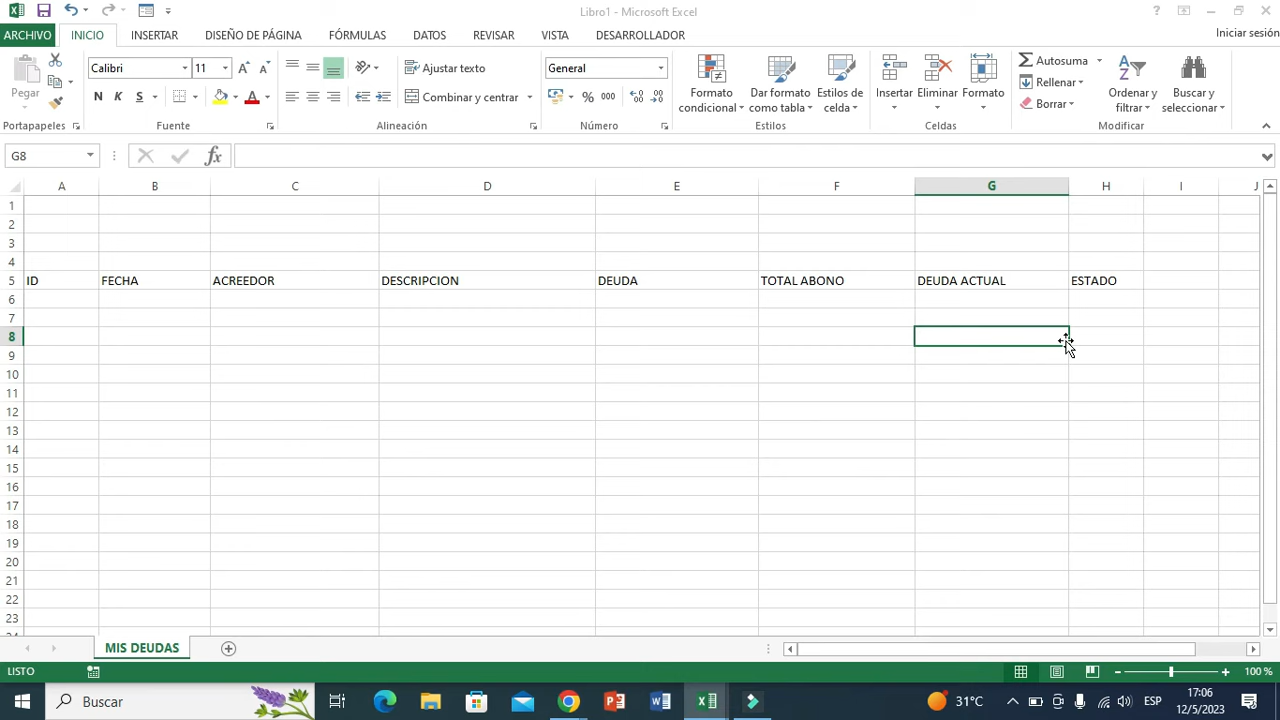 Libro1 - Microsoft Excel
?
ARCHIVO INICIO INSERTAR DISEÑO DE PÁGINA FÓRMULAS DATOS REVISAR VISTA DESARROLLADOR Iniciar sesión
Pegar
Calibri 11
N K S
Ajustar texto
Combinar y centrar
General
% 000
Formato condicional
Dar formato como tabla
Estilos de celda
Insertar Eliminar Formato
Autosuma
Rellenar
Borrar
Ordenar y filtrar
Buscar y seleccionar
Portapapeles Fuente Alineación Número Estilos Celdas Modificar
G8 fx
A B C D E F G H I J
1
2
3
4
5 ID FECHA ACREEDOR DESCRIPCION DEUDA TOTAL ABONO DEUDA ACTUAL ESTADO
6
7
8
9
10
11
12
13
14
15
16
17
18
19
20
21
22
23
24
MIS DEUDAS
LISTO 100 %
Buscar 31°C ESP 17:06
12/5/2023